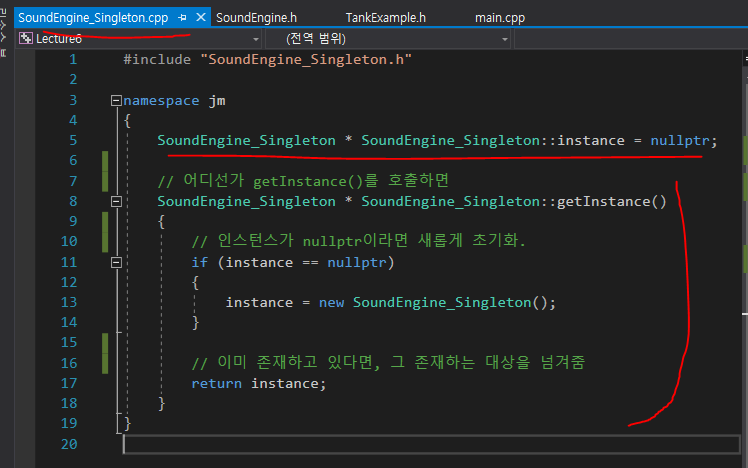 SoundEngine_Singleton.cpp SoundEngine.h TankExample.h main.cpp
Lecture6 (전역 범위)
1 #include "SoundEngine_Singleton.h"
2
3 namespace jm
4 {
5 SoundEngine_Singleton * SoundEngine_Singleton::instance = nullptr;
6
7 // 어디선가 getInstance()를 호출하면
8 SoundEngine_Singleton * SoundEngine_Singleton::getInstance()
9 {
10 // 인스턴스가 nullptr이라면 새롭게 초기화.
11 if (instance == nullptr)
12 {
13 instance = new SoundEngine_Singleton();
14 }
15
16 // 이미 존재하고 있다면, 그 존재하는 대상을 넘겨줌
17 return instance;
18 }
19 }
20